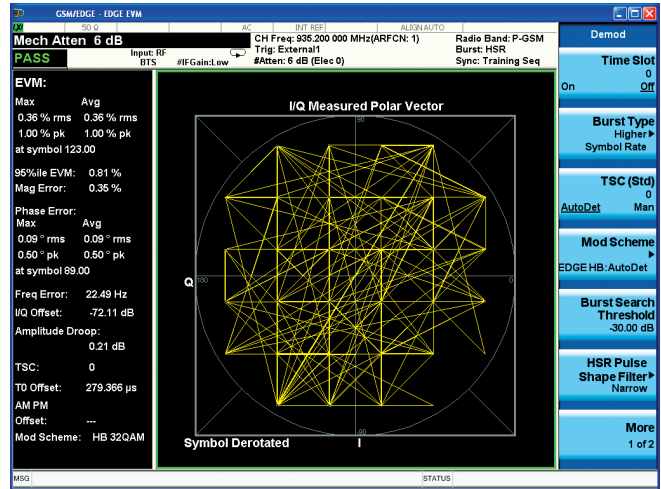 GSM/EDGE - EDGE EVM
LXI 50 Ω AC INT REF ALIGN AUTO
Mech Atten 6 dB
PASS
Input: RF
BTS
#IFGain:Low
CH Freq: 935.200 000 MHz(ARFCN: 1)
Trig: External1
#Atten: 6 dB (Elec 0)
Radio Band: P-GSM
Burst: HSR
Sync: Training Seq
EVM:
Max Avg
0.36 % rms 0.36 % rms
1.00 % pk 1.00 % pk
at symbol 123.00
95%ile EVM: 0.81 %
Mag Error: 0.35 %
Phase Error:
Max Avg
0.09 ° rms 0.09 ° rms
0.50 ° pk 0.50 ° pk
at symbol 89.00
Freq Error: 22.49 Hz
I/Q Offset: -72.11 dB
Amplitude Droop:
0.21 dB
TSC: 0
T0 Offset: 279.366 µs
AM PM
Offset: ---
Mod Scheme: HB 32QAM
I/Q Measured Polar Vector
90
Q
180
0
-90
Symbol Derotated I
Demod
Time Slot
0
On Off
Burst Type
Higher
Symbol Rate
TSC (Std)
0
AutoDet Man
Mod Scheme
EDGE HB:AutoDet
Burst Search
Threshold
-30.00 dB
HSR Pulse
Shape Filter
Narrow
More
1 of 2
MSG STATUS